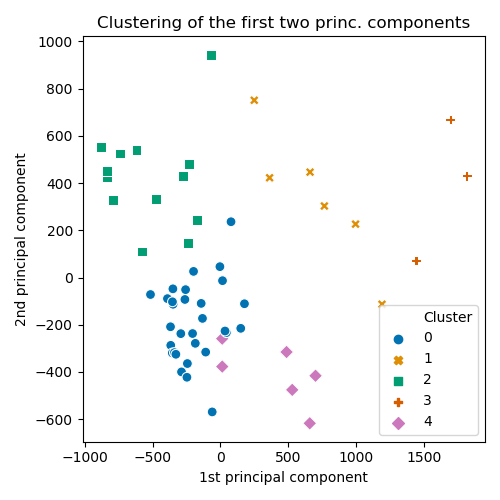 Clustering of the first two princ. components
1000
800
600
400
200
0
−200
−400
−600
2nd principal component
Cluster
0
1
2
3
4
−1000 −500 0 500 1000 1500
1st principal component